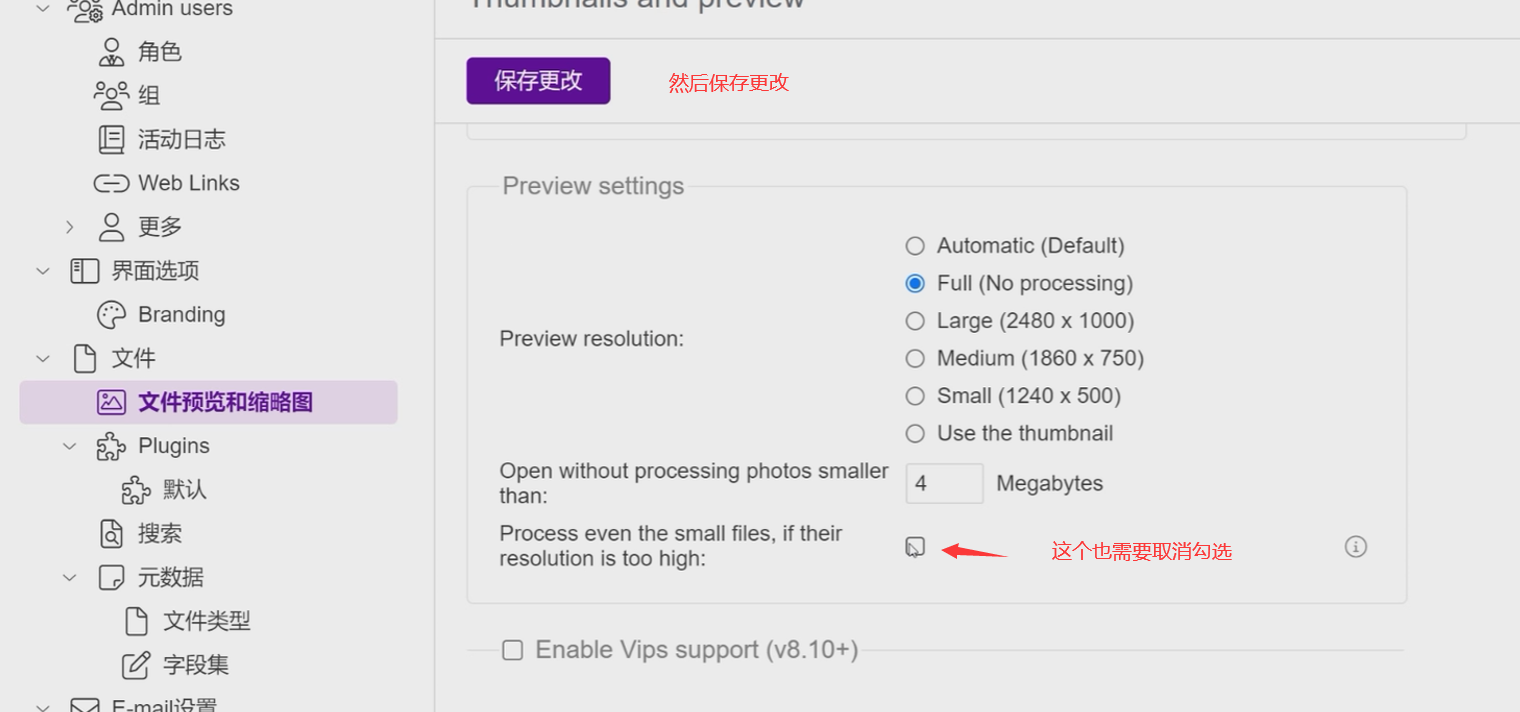 Admin users
角色
组
活动日志
Web Links
更多
界面选项
Branding
文件
文件预览和缩略图
Plugins
默认
搜索
元数据
文件类型
字段集
E-mail设置
Thumbnails and preview
保存更改
然后保存更改
Preview settings
Preview resolution:
Automatic (Default)
Full (No processing)
Large (2480 x 1000)
Medium (1860 x 750)
Small (1240 x 500)
Use the thumbnail
Open without processing photos smaller
than:
4
Megabytes
Process even the small files, if their
resolution is too high:
这个也需要取消勾选
Enable Vips support (v8.10+)